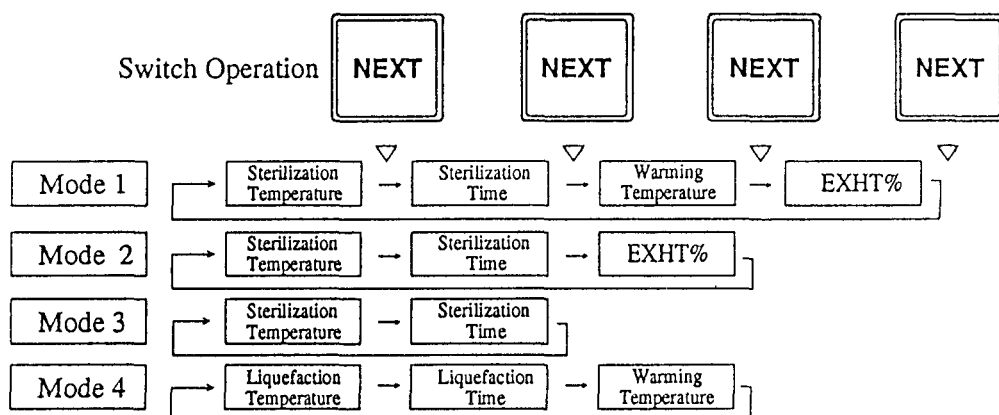 Switch Operation NEXT NEXT NEXT NEXT
Mode 1 Sterilization Temperature Sterilization Time Warming Temperature EXHT%
Mode 2 Sterilization Temperature Sterilization Time EXHT%
Mode 3 Sterilization Temperature Sterilization Time
Mode 4 Liquefaction Temperature Liquefaction Time Warming Temperature